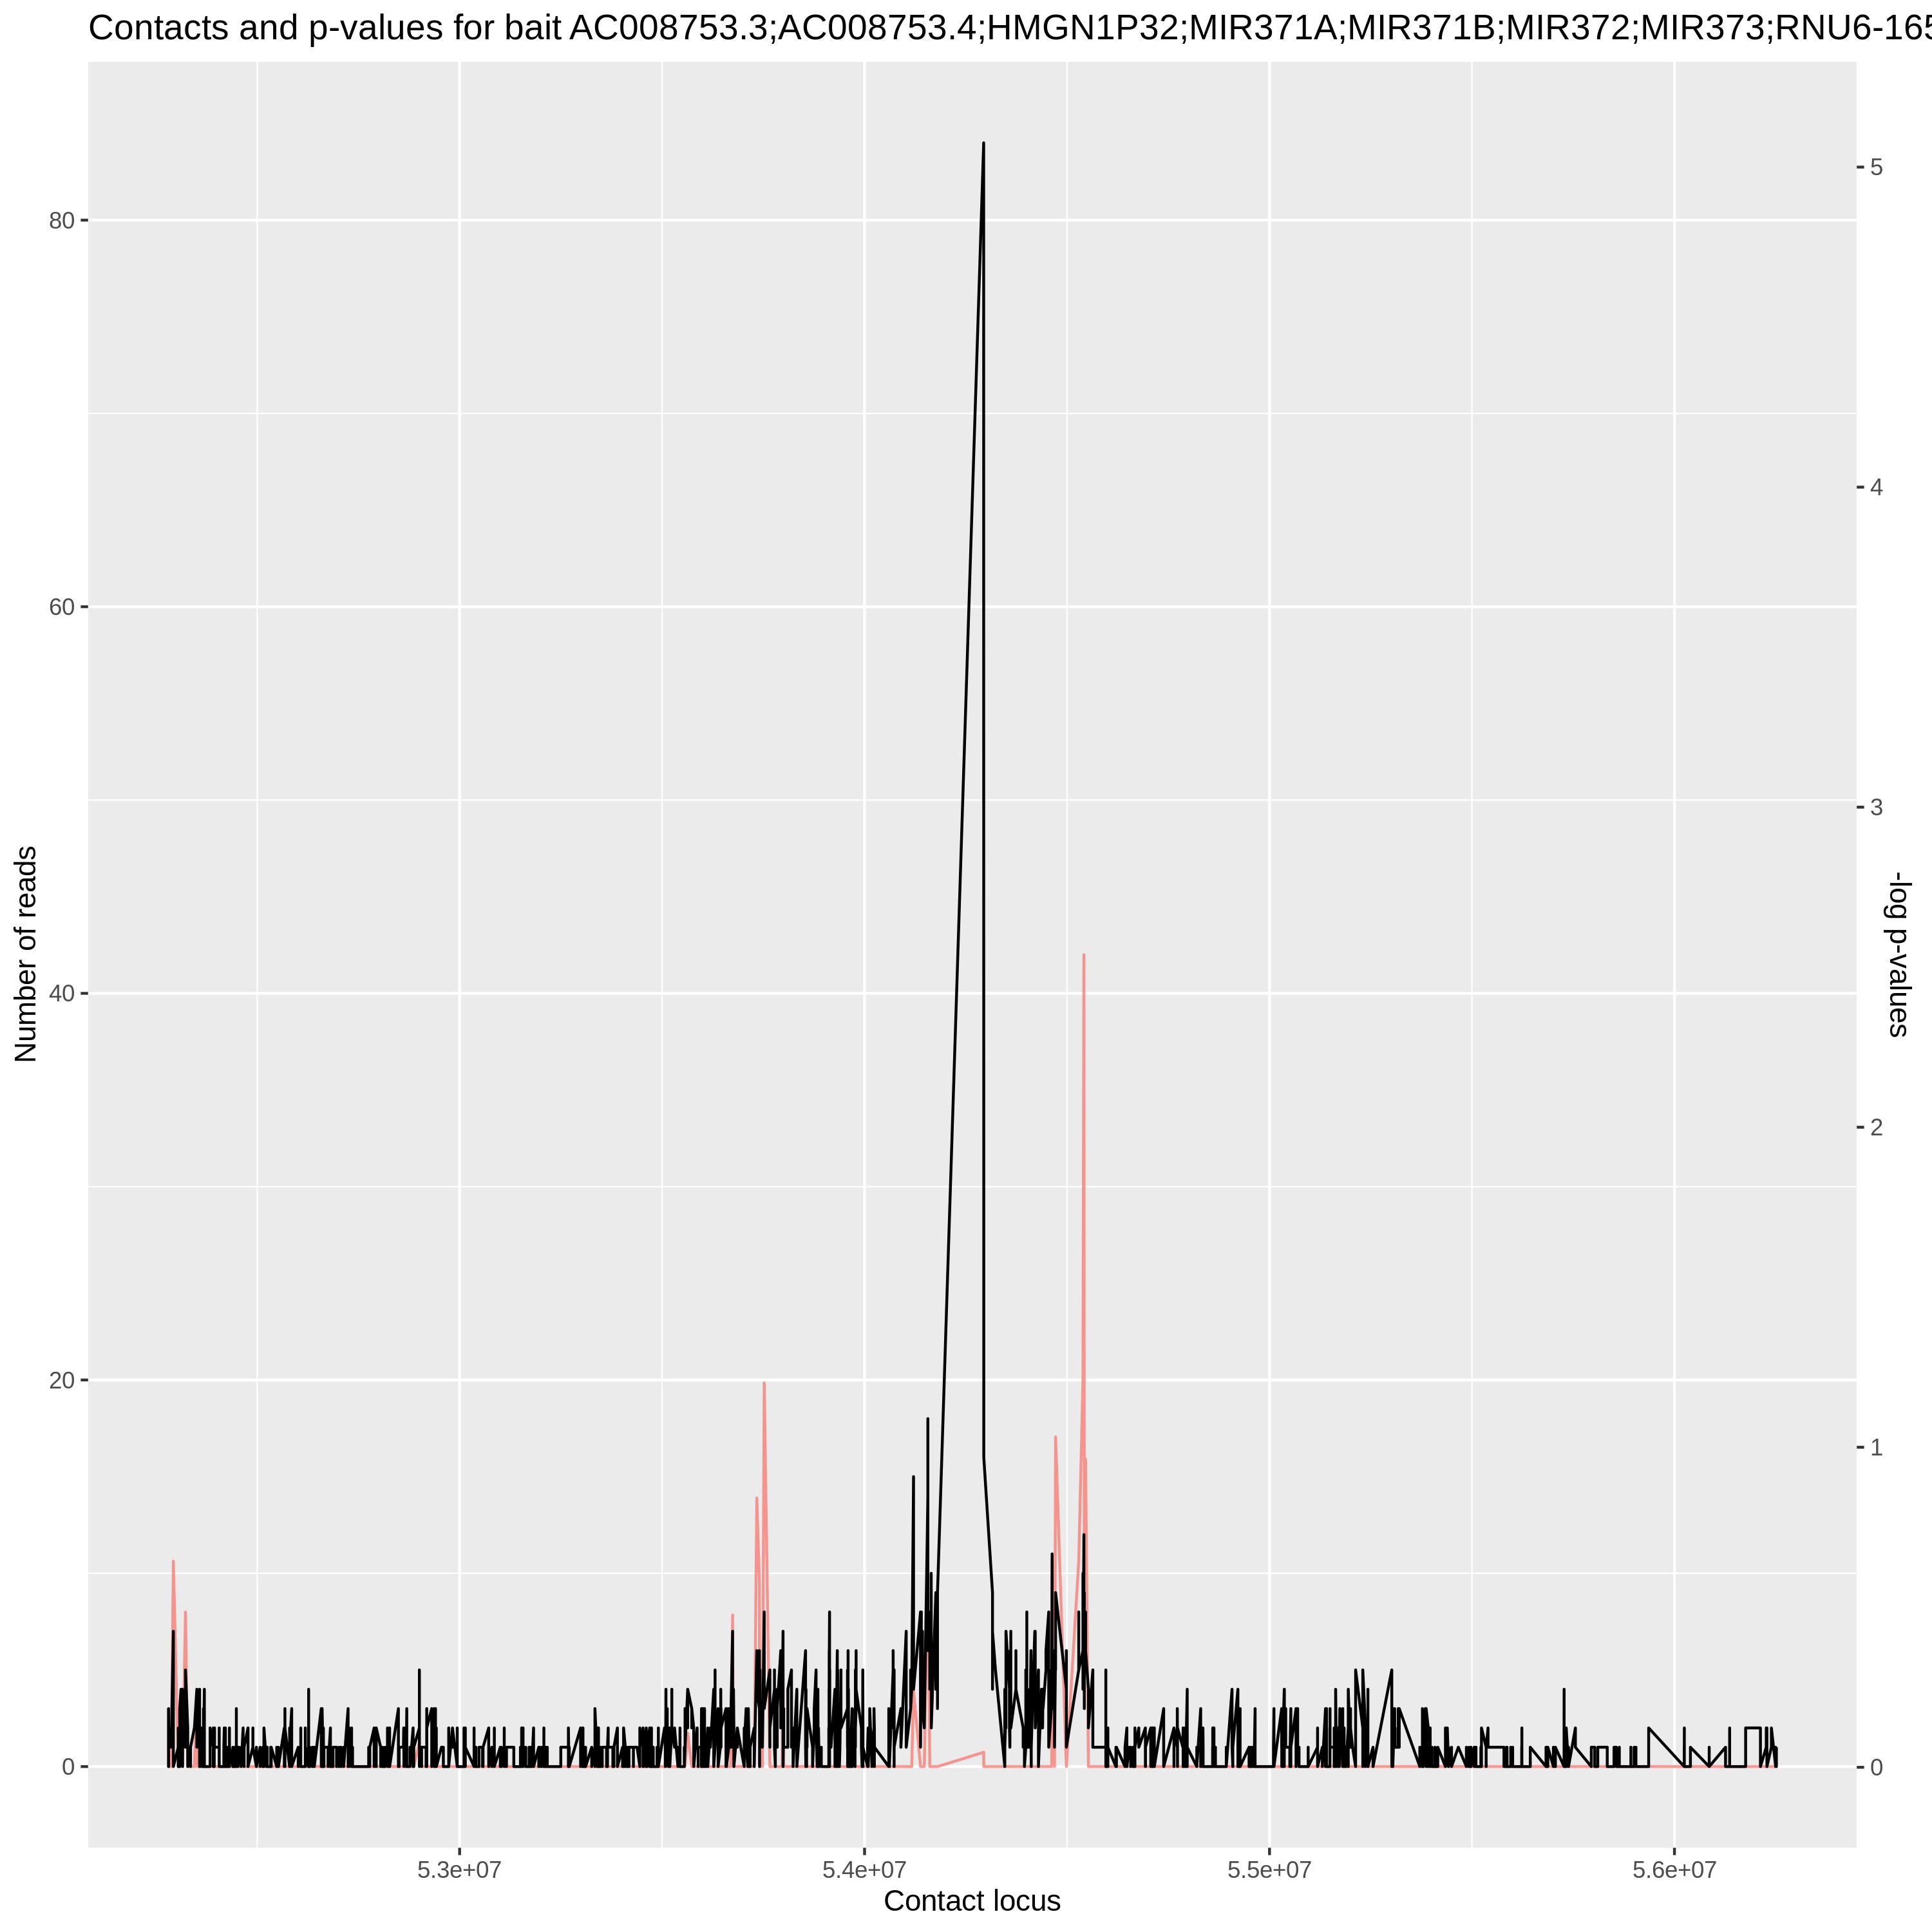 Contacts and p-values for bait AC008753.3;AC008753.4;HMGN1P32;MIR371A;MIR371B;MIR372;MIR373;RNU6-165
80
60
40
20
0
Number of reads
5
4
3
2
1
0
-log p-values
5.3e+07
5.4e+07
5.5e+07
5.6e+07
Contact locus